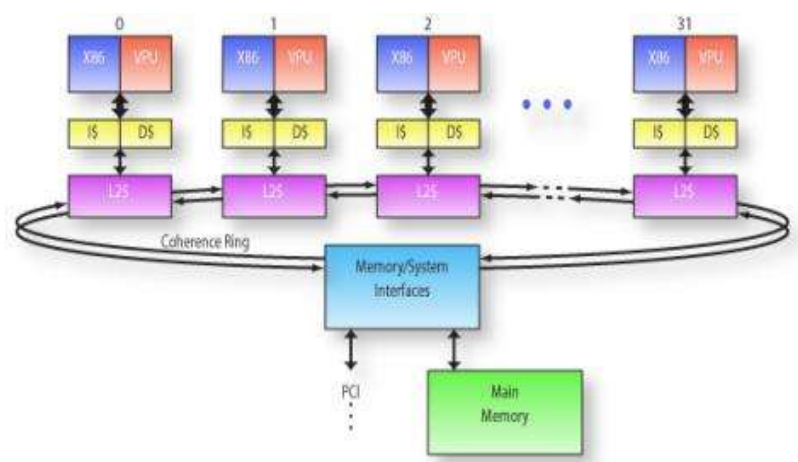 0 1 2 31
X86 VPU X86 VPU X86 VPU X86 VPU
I$ D$ I$ D$ I$ D$ I$ D$
L2$ L2$ L2$ L2$
Coherence Ring
Memory/System
Interfaces
PCI
Main
Memory